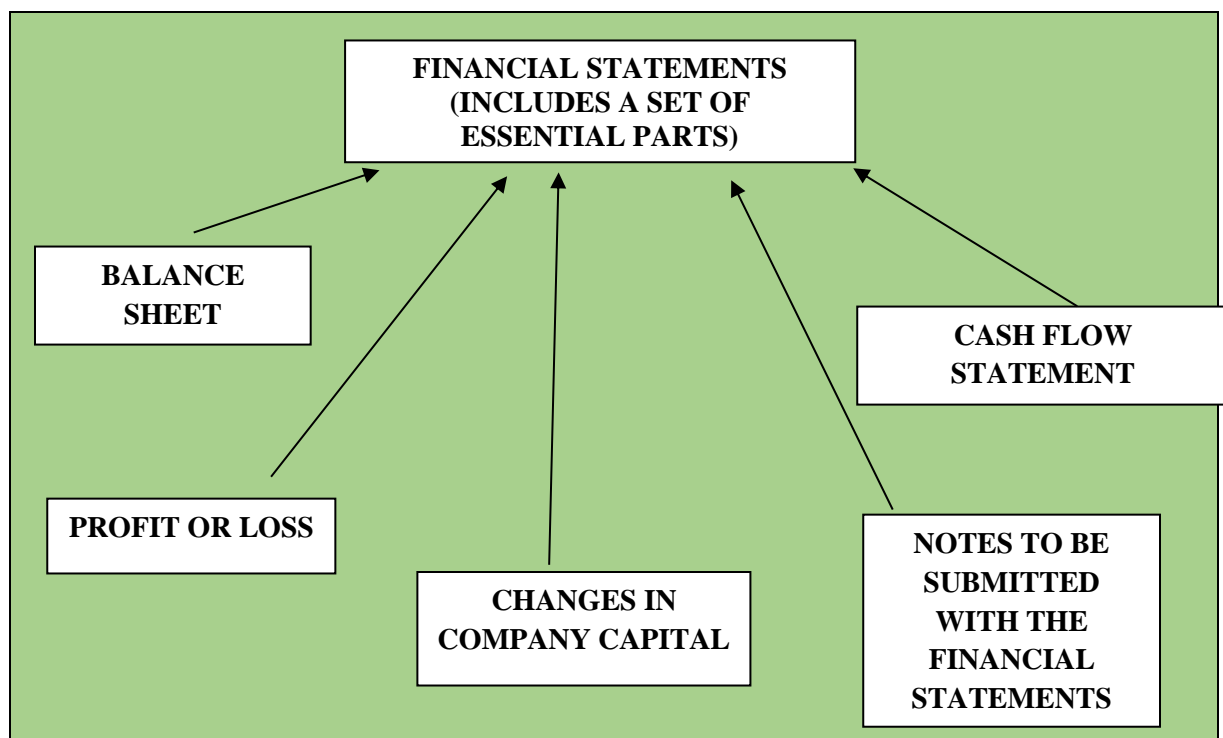 FINANCIAL STATEMENTS
(INCLUDES A SET OF
ESSENTIAL PARTS)
BALANCE
SHEET
CASH FLOW
STATEMENT
PROFIT OR LOSS
CHANGES IN
COMPANY CAPITAL
NOTES TO BE
SUBMITTED
WITH THE
FINANCIAL
STATEMENTS